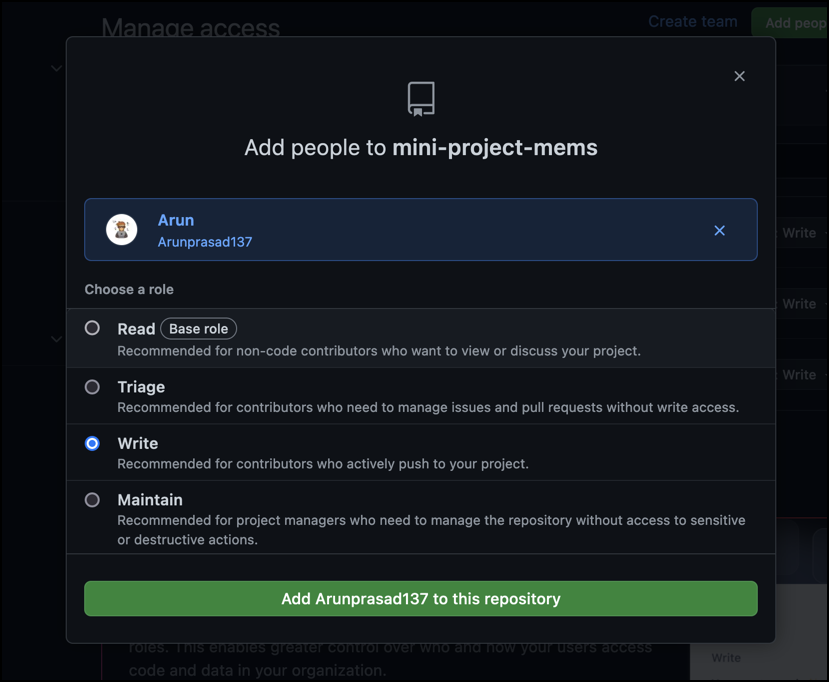 Manage access
Create team
Add peop
Add people to mini-project-mems
Arun
Arunprasad137
Choose a role
Read Base role
Recommended for non-code contributors who want to view or discuss your project.
Triage
Recommended for contributors who need to manage issues and pull requests without write access.
Write
Recommended for contributors who actively push to your project.
Maintain
Recommended for project managers who need to manage the repository without access to sensitive
or destructive actions.
Add Arunprasad137 to this repository
Write
Write
Write
roles. This enables greater control over who and how your users access
code and data in your organization.
Write